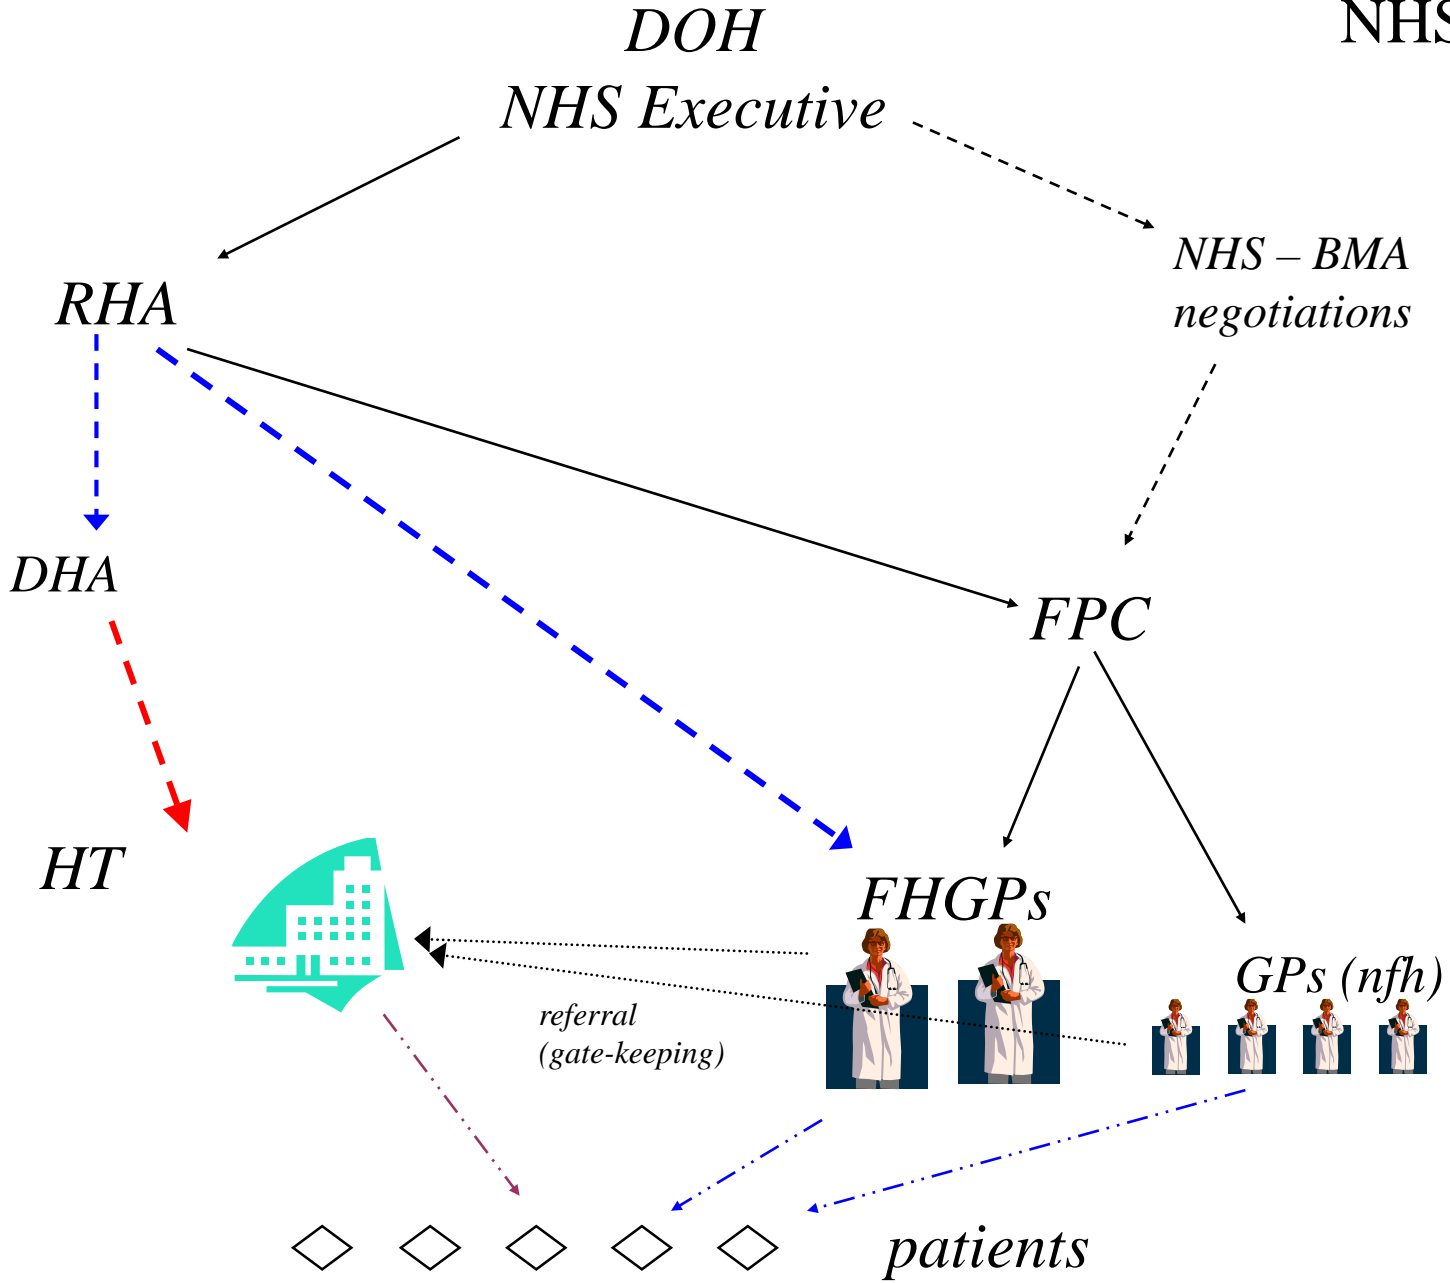 DOH
NHS
NHS Executive
NHS – BMA
negotiations
RHA
DHA
FPC
HT
FHGPs
GPs (nfh)
referral
(gate-keeping)
patients